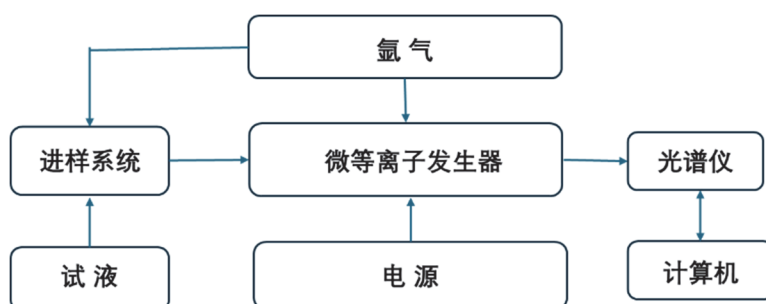 氩 气
进样系统
微等离子发生器
光谱仪
试 液
电 源
计算机